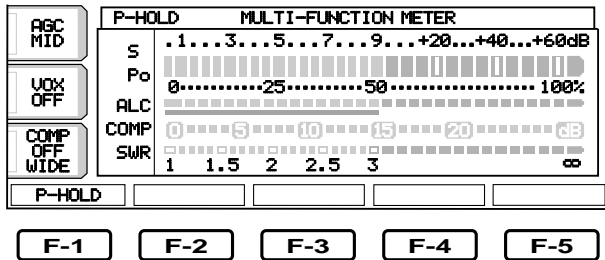 AGC
MID
VOX
OFF
COMP
OFF
WIDE
P-HOLD MULTI-FUNCTION METER
S .1...3...5...7...9...+20...+40...+60dB
Po 0··········25··········50·················· 100%
ALC
COMP 0 5 10 15 20 dB
SWR 1 1.5 2 2.5 3 ∞
P-HOLD
F-1 F-2 F-3 F-4 F-5